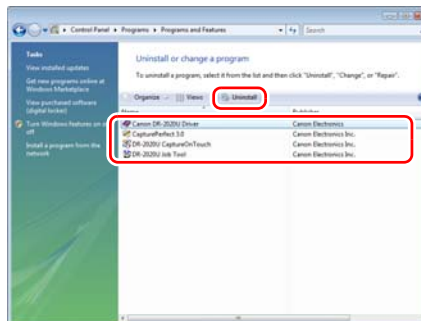 Control Panel ▸ Programs ▸ Programs and Features
Search
Tasks
View installed updates
Get new programs online at
Windows Marketplace
View purchased software
(digital locker)
Turn Windows features on or
off
Install a program from the
network
Uninstall or change a program
To uninstall a program, select it from the list and then click "Uninstall", "Change", or "Repair".
Organize Views Uninstall
Name Publisher
Canon DR-2020U Driver Canon Electronics
CapturePerfect 3.0 Canon Electronics Inc.
DR-2020U CaptureOnTouch Canon Electronics Inc.
DR-2020U Job Tool Canon Electronics Inc.